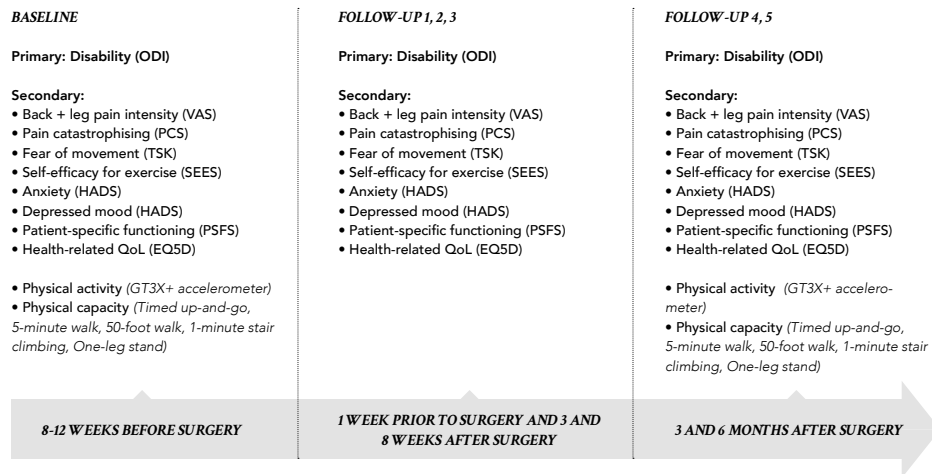 BASELINE
Primary: Disability (ODI)
Secondary:
• Back + leg pain intensity (VAS)
• Pain catastrophising (PCS)
• Fear of movement (TSK)
• Self-efficacy for exercise (SEES)
• Anxiety (HADS)
• Depressed mood (HADS)
• Patient-specific functioning (PSFS)
• Health-related QoL (EQ5D)
• Physical activity (GT3X+ accelerometer)
• Physical capacity (Timed up-and-go,
5-minute walk, 50-foot walk, 1-minute stair
climbing, One-leg stand)
8-12 WEEKS BEFORE SURGERY
FOLLOW-UP 1, 2, 3
Primary: Disability (ODI)
Secondary:
• Back + leg pain intensity (VAS)
• Pain catastrophising (PCS)
• Fear of movement (TSK)
• Self-efficacy for exercise (SEES)
• Anxiety (HADS)
• Depressed mood (HADS)
• Patient-specific functioning (PSFS)
• Health-related QoL (EQ5D)
1 WEEK PRIOR TO SURGERY AND 3 AND
8 WEEKS AFTER SURGERY
FOLLOW-UP 4, 5
Primary: Disability (ODI)
Secondary:
• Back + leg pain intensity (VAS)
• Pain catastrophising (PCS)
• Fear of movement (TSK)
• Self-efficacy for exercise (SEES)
• Anxiety (HADS)
• Depressed mood (HADS)
• Patient-specific functioning (PSFS)
• Health-related QoL (EQ5D)
• Physical activity (GT3X+ accelero-
meter)
• Physical capacity (Timed up-and-go,
5-minute walk, 50-foot walk, 1-minute stair
climbing, One-leg stand)
3 AND 6 MONTHS AFTER SURGERY